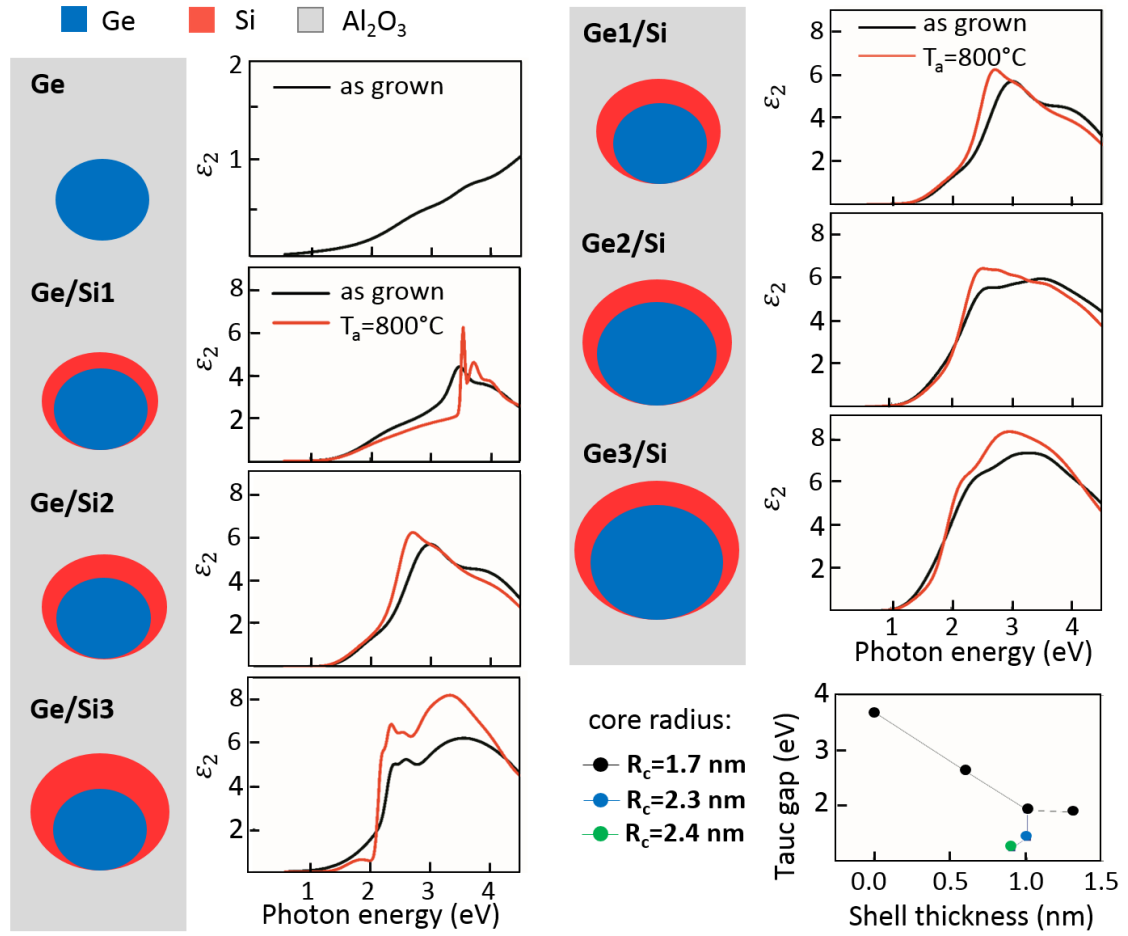 Ge Si Al₂O₃
Ge
2
1
ε₂
as grown
Ge/Si1
8
6
4
2
ε₂
as grown
Tₐ=800°C
Ge/Si2
8
6
4
2
ε₂
Ge/Si3
8
6
4
2
ε₂
1 2 3 4
Photon energy (eV)
Ge1/Si
8
6
4
2
ε₂
as grown
Tₐ=800°C
Ge2/Si
8
6
4
2
ε₂
Ge3/Si
8
6
4
2
ε₂
1 2 3 4
Photon energy (eV)
core radius:
R꜀=1.7 nm
R꜀=2.3 nm
R꜀=2.4 nm
4
3
2
Tauc gap (eV)
0.0 0.5 1.0 1.5
Shell thickness (nm)